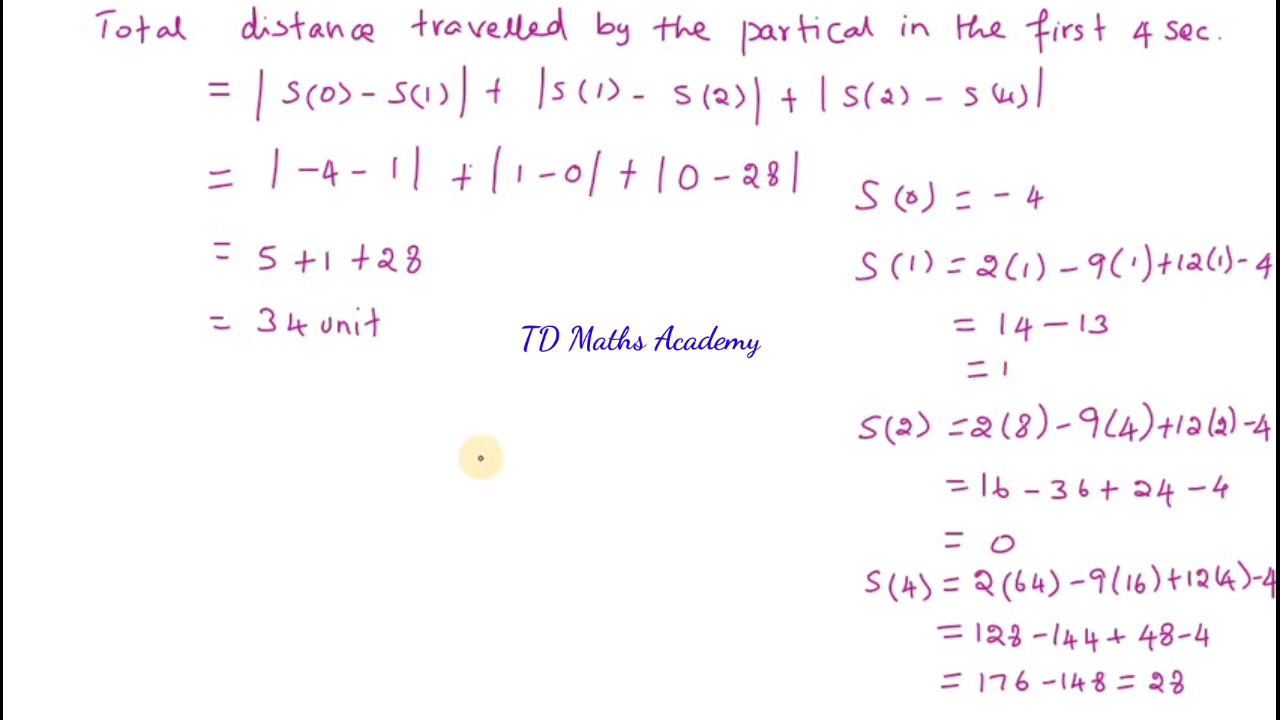 Total distance travelled by the partical in the first 4 sec.
= |S(0) - S(1)| + |S(1) - S(2)| + |S(2) - S(4)|
= |-4 - 1| + |1 - 0| + |0 - 28|
= 5 + 1 + 28
= 34 unit
TD Maths Academy
S(0) = -4
S(1) = 2(1) - 9(1) + 12(1) - 4
= 14 - 13
= 1
S(2) = 2(8) - 9(4) + 12(2) - 4
= 16 - 36 + 24 - 4
= 0
S(4) = 2(64) - 9(16) + 12(4) - 4
= 128 - 144 + 48 - 4
= 176 - 148 = 28